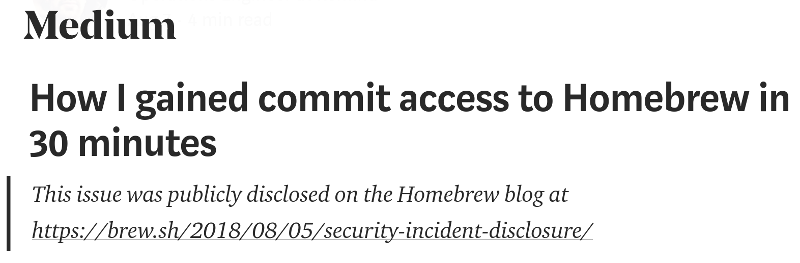 Medium
How I gained commit access to Homebrew in
30 minutes
This issue was publicly disclosed on the Homebrew blog at
https://brew.sh/2018/08/05/security-incident-disclosure/